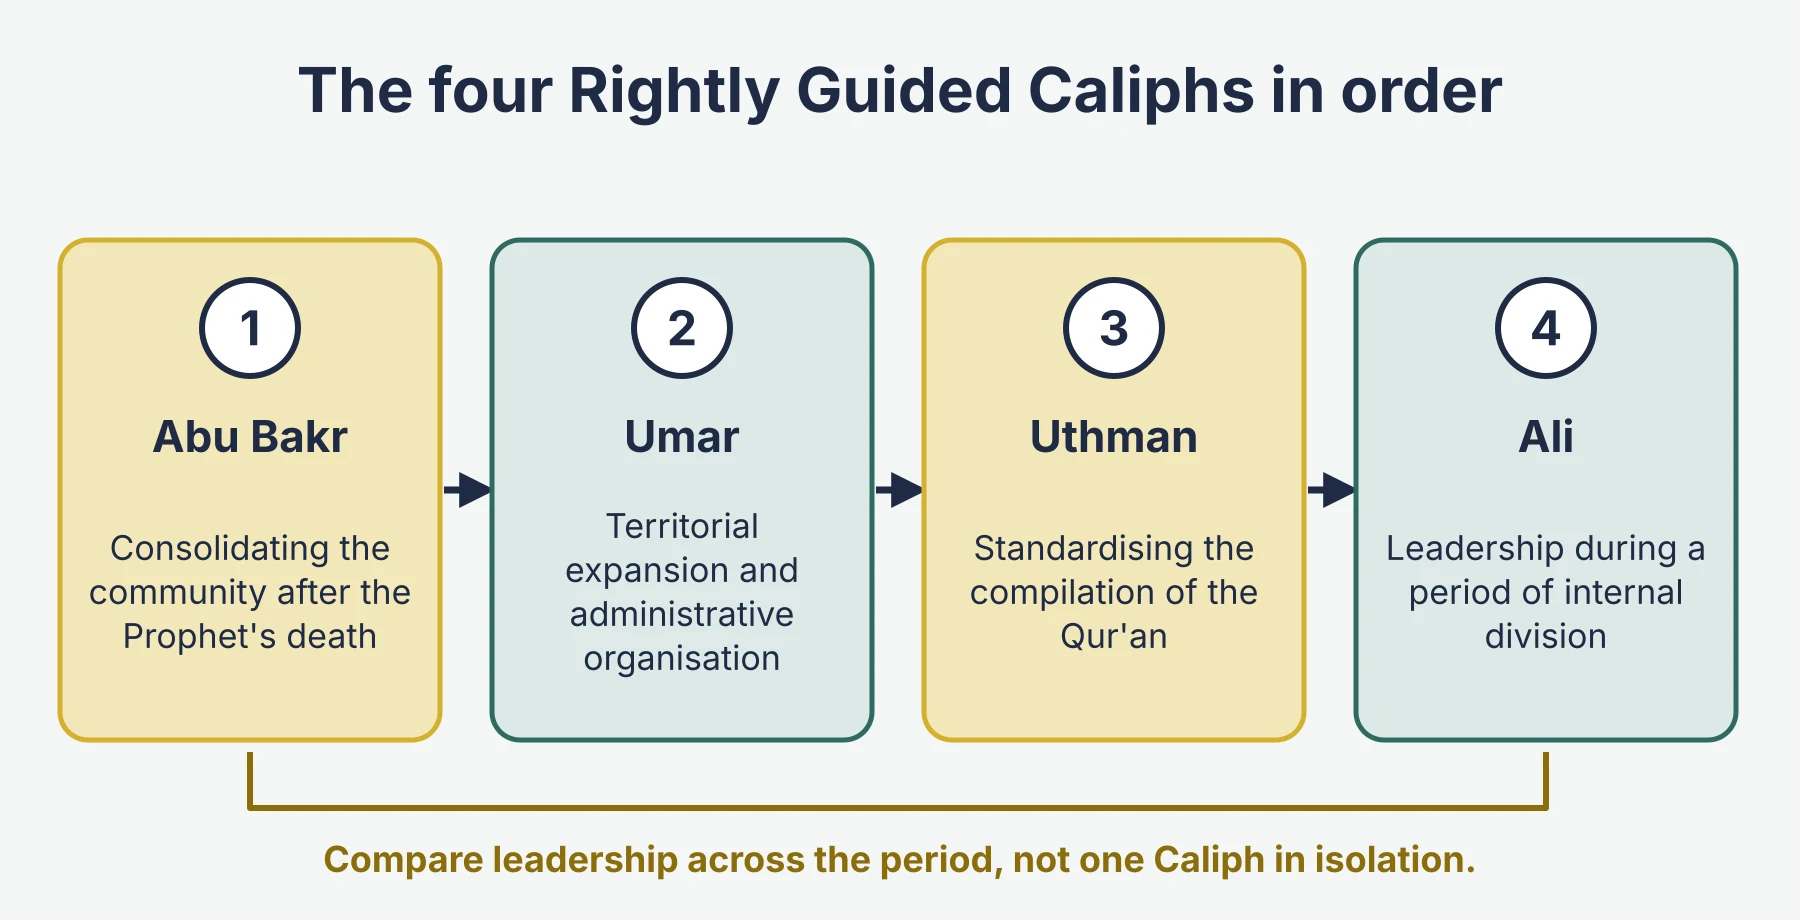 The four Rightly Guided Caliphs in order
1
Abu Bakr
Consolidating the
community after the
Prophet's death
2
Umar
Territorial
expansion and
administrative
organisation
3
Uthman
Standardising the
compilation of the
Qur'an
4
Ali
Leadership during a
period of internal
division
Compare leadership across the period, not one Caliph in isolation.